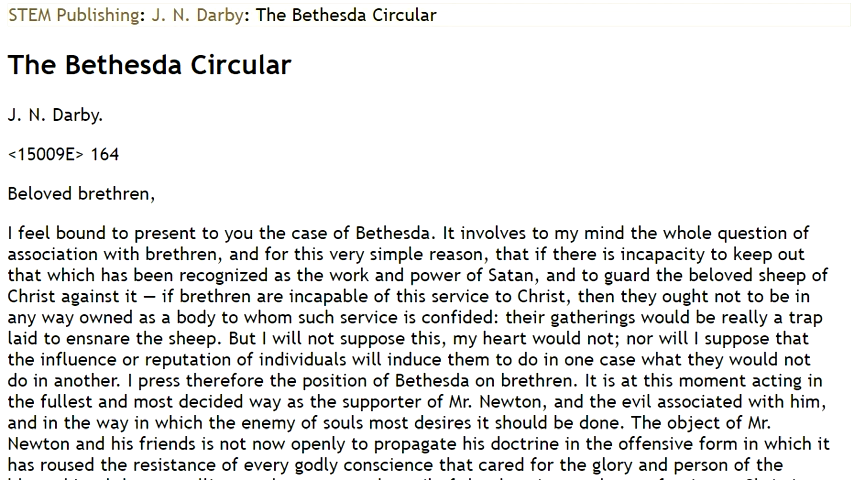 STEM Publishing: J. N. Darby: The Bethesda Circular
The Bethesda Circular
J. N. Darby.
<15009E> 164
Beloved brethren,
I feel bound to present to you the case of Bethesda. It involves to my mind the whole question of
association with brethren, and for this very simple reason, that if there is incapacity to keep out
that which has been recognized as the work and power of Satan, and to guard the beloved sheep of
Christ against it — if brethren are incapable of this service to Christ, then they ought not to be in
any way owned as a body to whom such service is confided: their gatherings would be really a trap
laid to ensnare the sheep. But I will not suppose this, my heart would not; nor will I suppose that
the influence or reputation of individuals will induce them to do in one case what they would not
do in another. I press therefore the position of Bethesda on brethren. It is at this moment acting in
the fullest and most decided way as the supporter of Mr. Newton, and the evil associated with him,
and in the way in which the enemy of souls most desires it should be done. The object of Mr.
Newton and his friends is not now openly to propagate his doctrine in the offensive form in which it
has roused the resistance of every godly conscience that cared for the glory and person of the